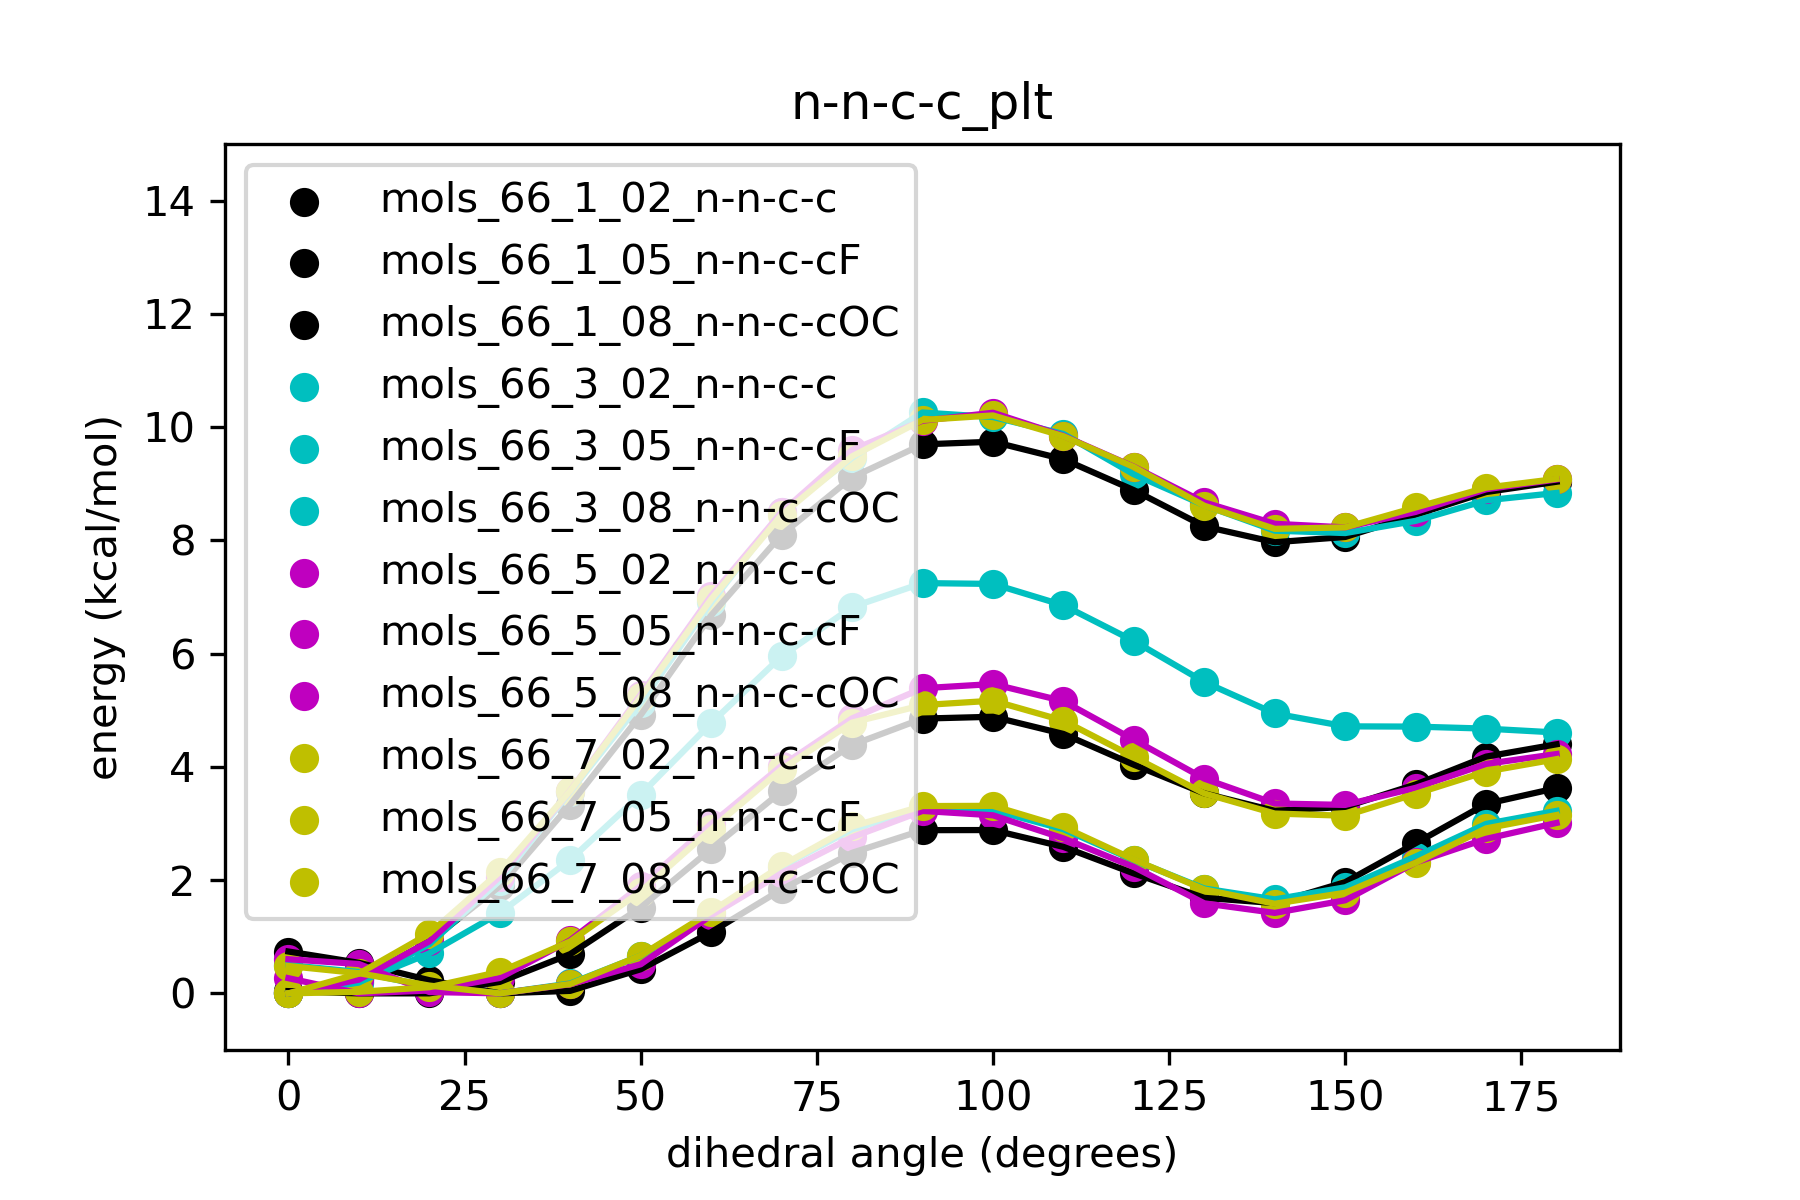 n-n-c-c_plt
mols_66_1_02_n-n-c-c
mols_66_1_05_n-n-c-cF
mols_66_1_08_n-n-c-cOC
mols_66_3_02_n-n-c-c
mols_66_3_05_n-n-c-cF
mols_66_3_08_n-n-c-cOC
mols_66_5_02_n-n-c-c
mols_66_5_05_n-n-c-cF
mols_66_5_08_n-n-c-cOC
mols_66_7_02_n-n-c-c
mols_66_7_05_n-n-c-cF
mols_66_7_08_n-n-c-cOC
energy (kcal/mol)
14
12
10
8
6
4
2
0
0 25 50 75 100 125 150 175
dihedral angle (degrees)